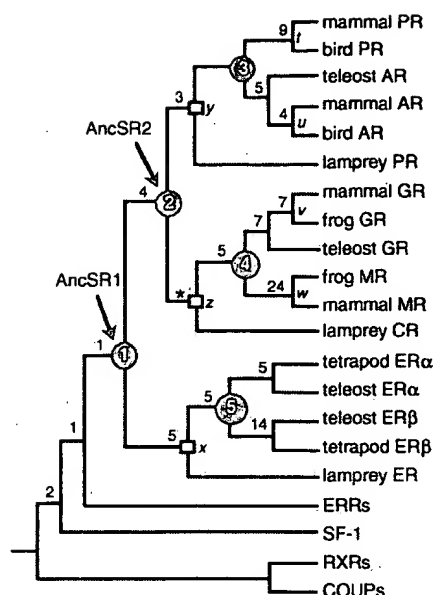 9
mammal PR
t
bird PR
3
teleost AR
5
3
y
4
mammal AR
u
bird AR
AncSR2
lamprey PR
4
2
mammal GR
7
v
7
frog GR
5
teleost GR
4
frog MR
AncSR1
24
w
*
z
mammal MR
lamprey CR
1
1
tetrapod ERα
5
teleost ERα
5
5
1
teleost ERβ
14
5
x
tetrapod ERβ
lamprey ER
2
ERRs
SF-1
RXRs
COUPs